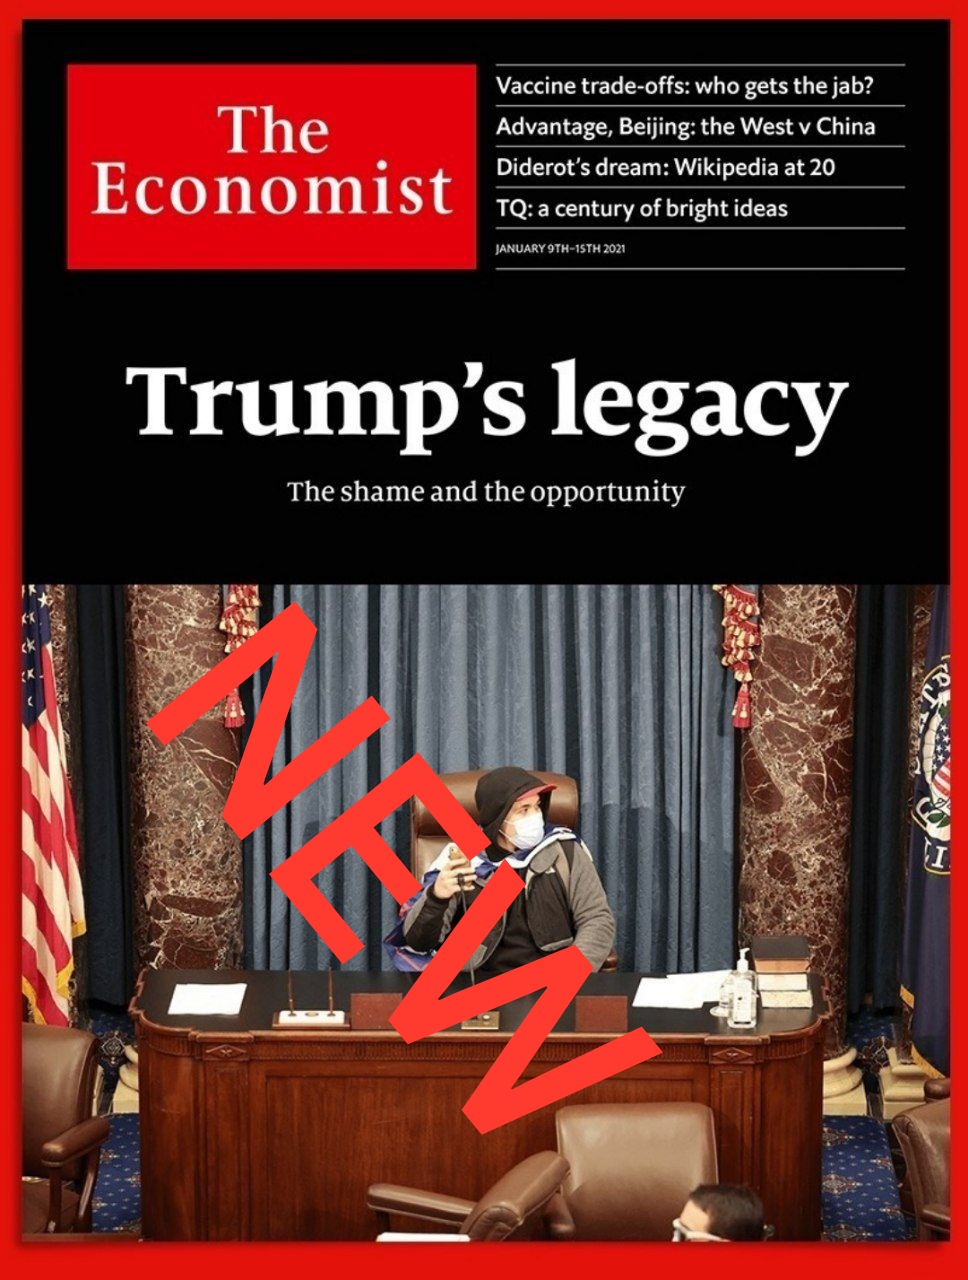 The
Economist
Vaccine trade-offs: who gets the jab?
Advantage, Beijing: the West v China
Diderot's dream: Wikipedia at 20
TQ: a century of bright ideas
JANUARY 9TH–15TH 2021
Trump's legacy
The shame and the opportunity
NEW